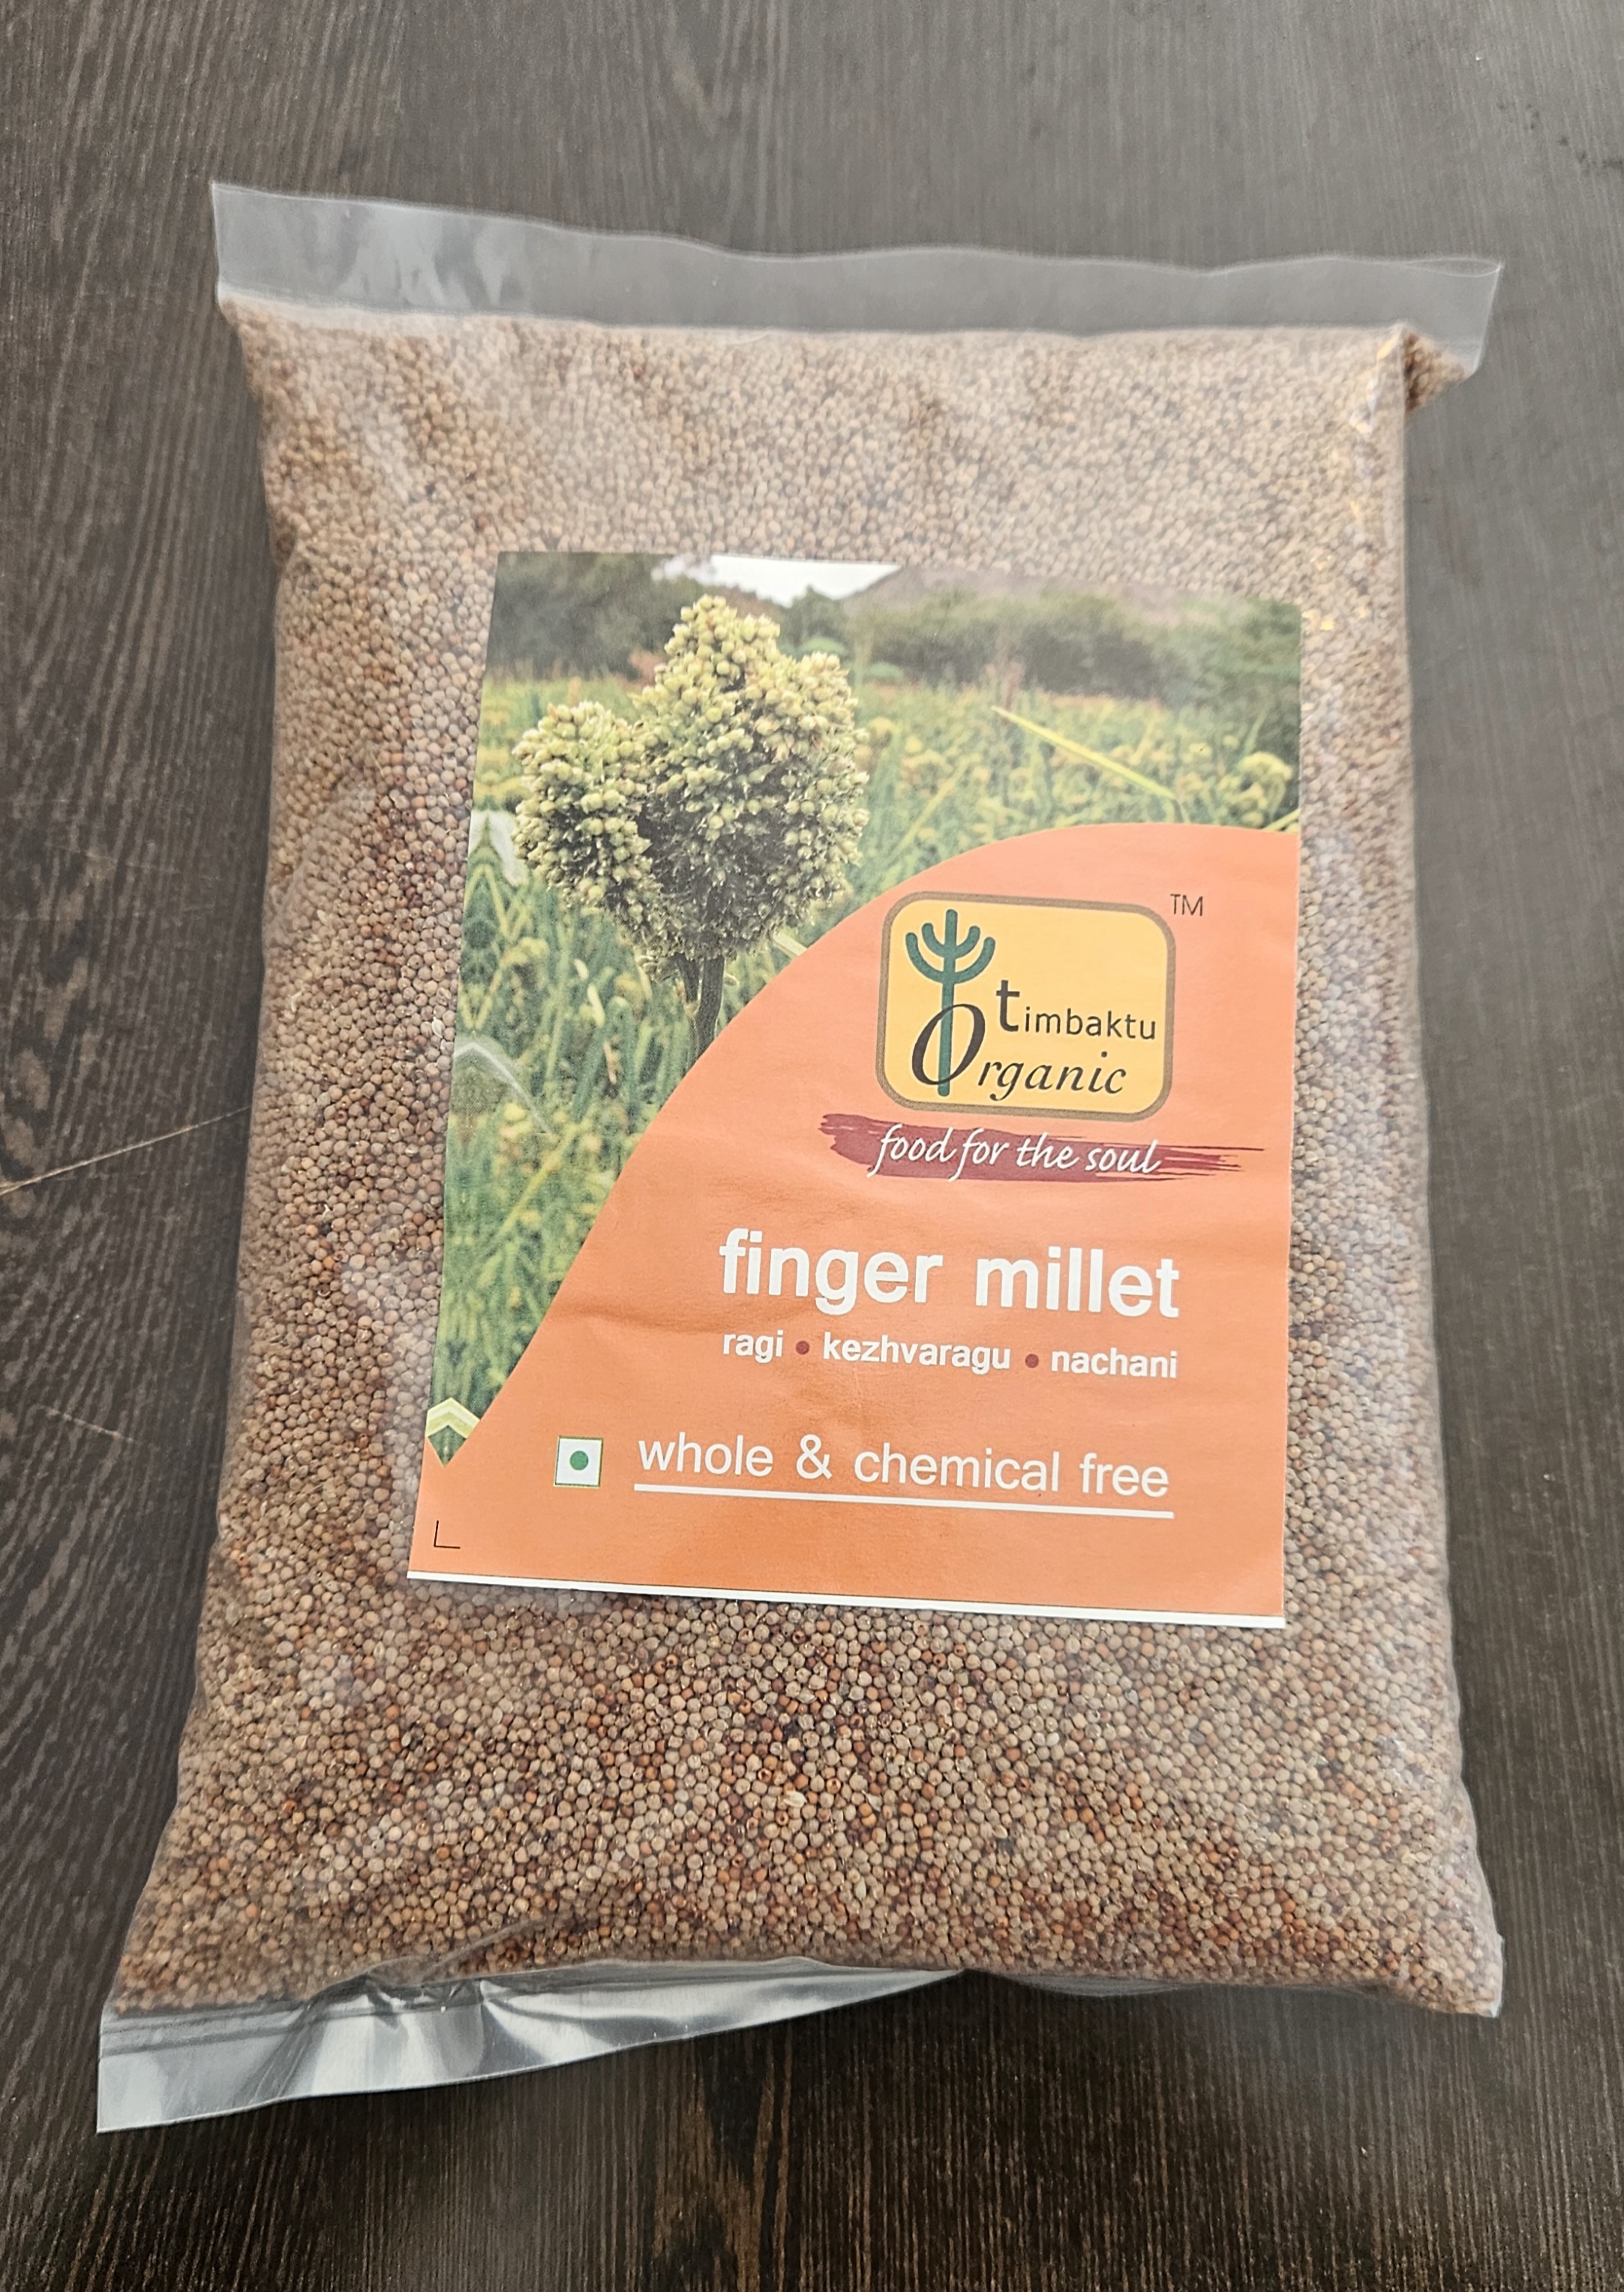 TM
timbaktu
Organic
food for the soul
finger millet
ragi • kezhvaragu • nachani
whole & chemical free